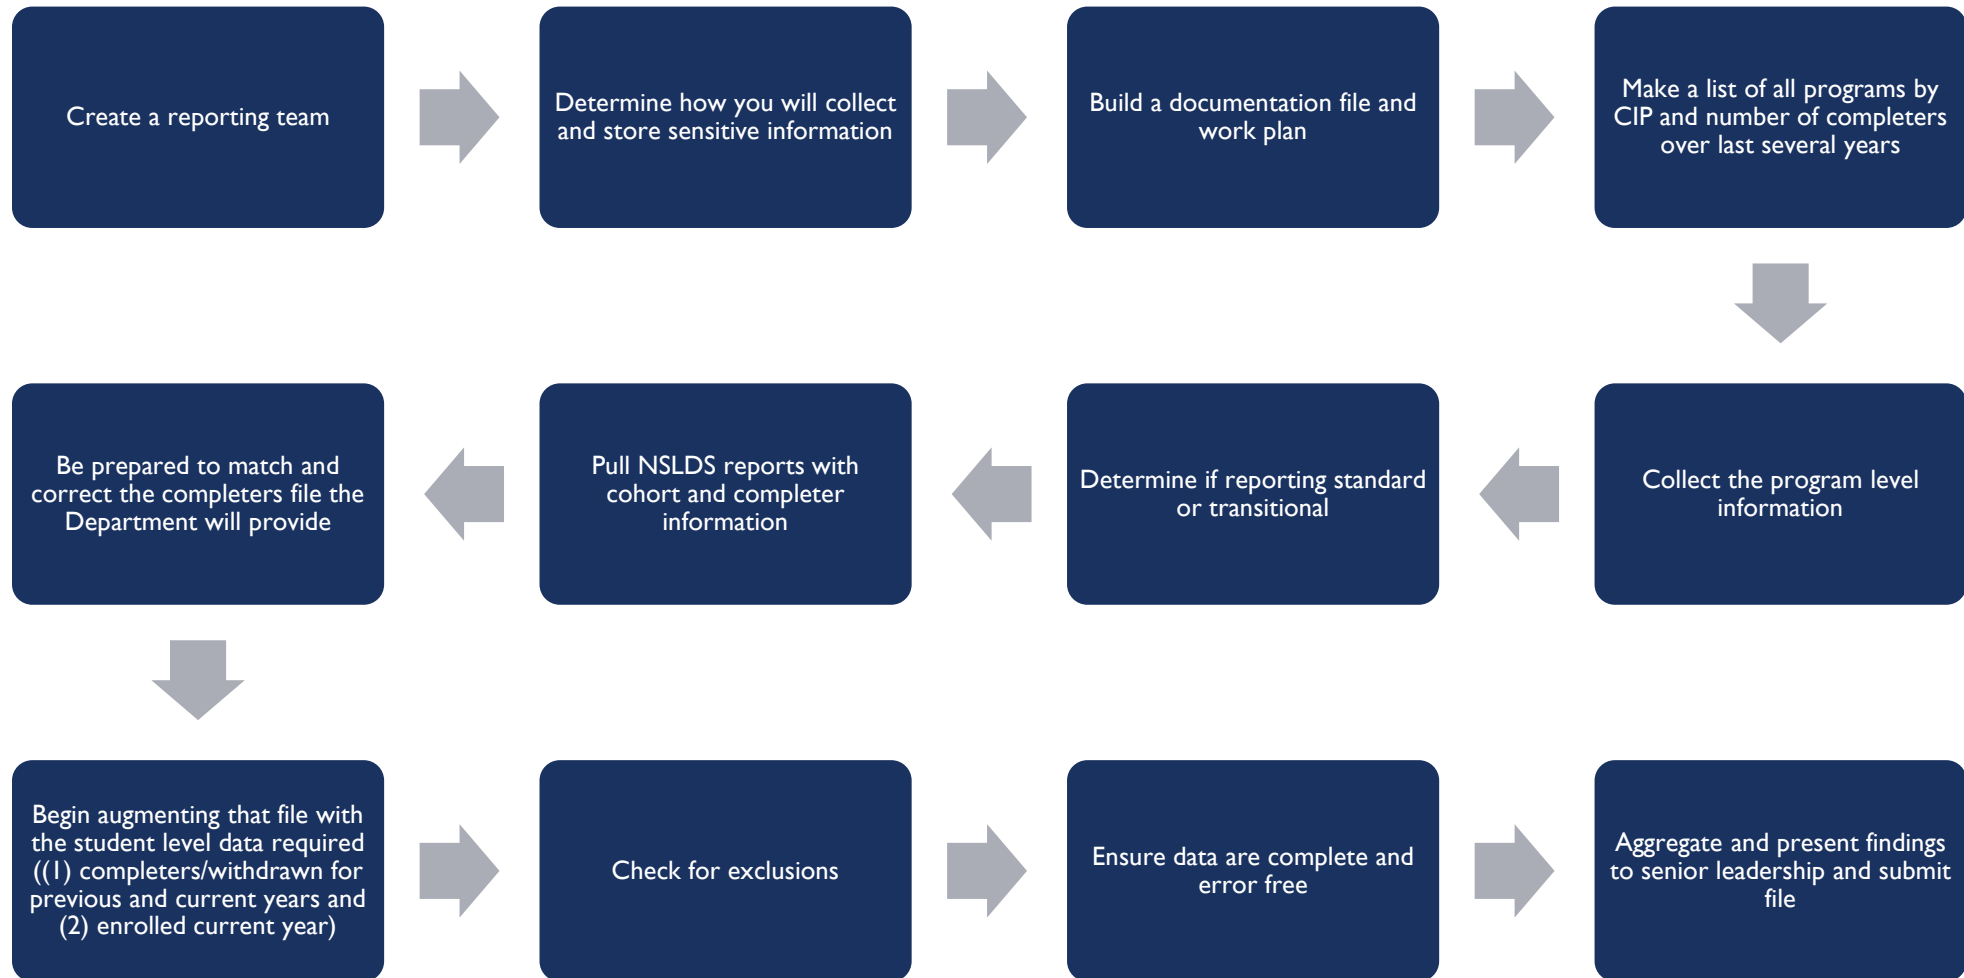 Create a reporting team
Determine how you will collect
and store sensitive information
Build a documentation file and
work plan
Make a list of all programs by
CIP and number of completers
over last several years
Collect the program level
information
Determine if reporting standard
or transitional
Pull NSLDS reports with
cohort and completer
information
Be prepared to match and
correct the completers file the
Department will provide
Begin augmenting that file with
the student level data required
((1) completers/withdrawn for
previous and current years and
(2) enrolled current year)
Check for exclusions
Ensure data are complete and
error free
Aggregate and present findings
to senior leadership and submit
file